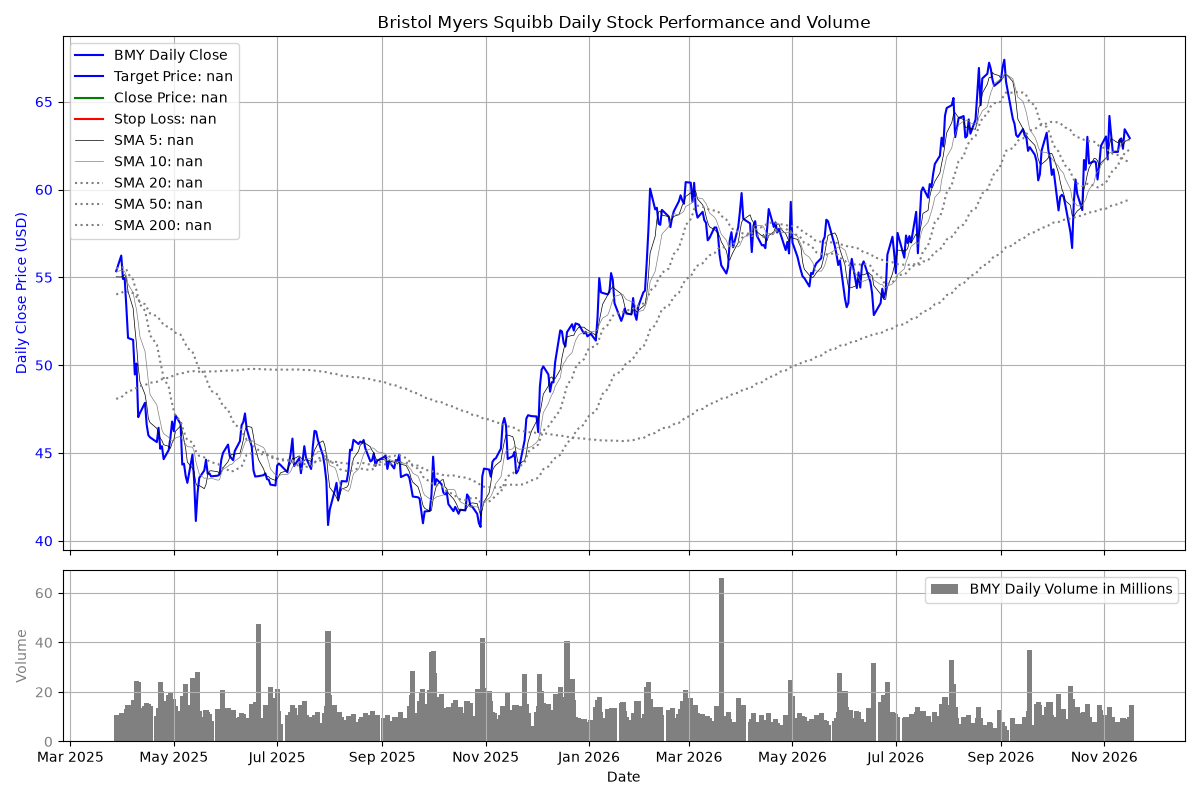 Bristol Myers Squibb Daily Stock Performance and Volume
BMY Daily Close
Target Price: nan
Close Price: nan
Stop Loss: nan
SMA 5: nan
SMA 10: nan
SMA 20: nan
SMA 50: nan
SMA 200: nan
Daily Close Price (USD)
65
60
55
50
45
40
BMY Daily Volume in Millions
Volume
60
40
20
0
Mar 2025 May 2025 Jul 2025 Sep 2025 Nov 2025 Jan 2026 Mar 2026 May 2026 Jul 2026 Sep 2026 Nov 2026
Date